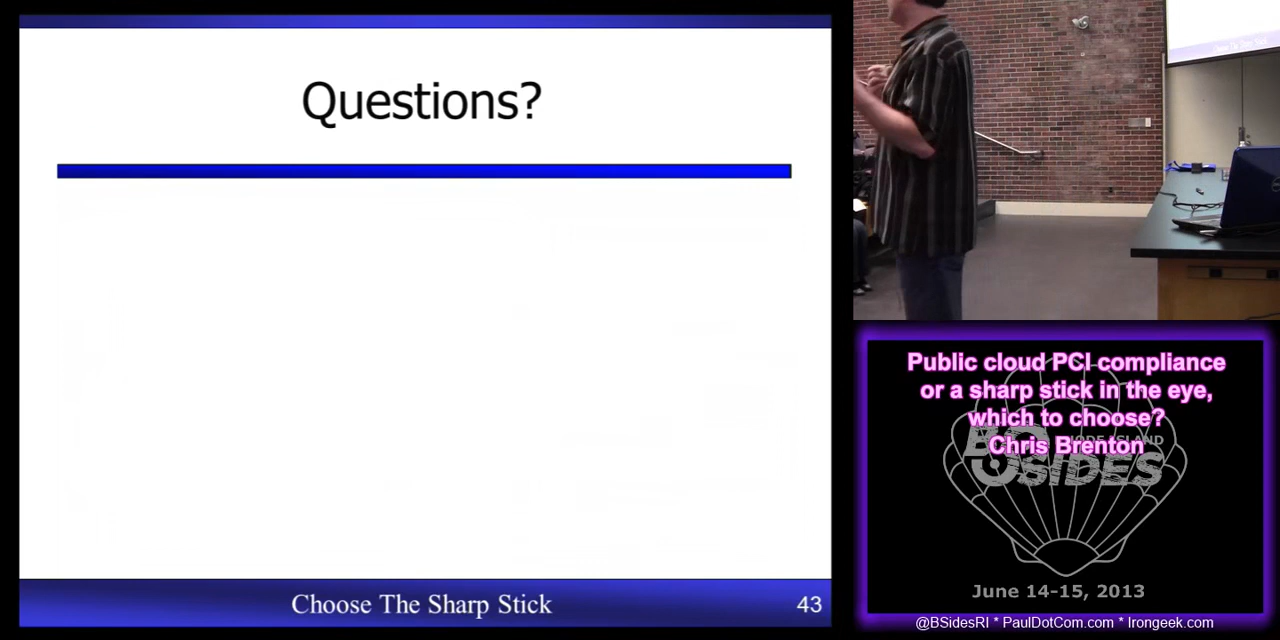 Questions?
Choose The Sharp Stick
43
Public cloud PCI compliance
or a sharp stick in the eye,
which to choose?
Chris Brenton
BSIDES
June 14-15, 2013
@BSidesRI * PaulDotCom.com * Irongeek.com